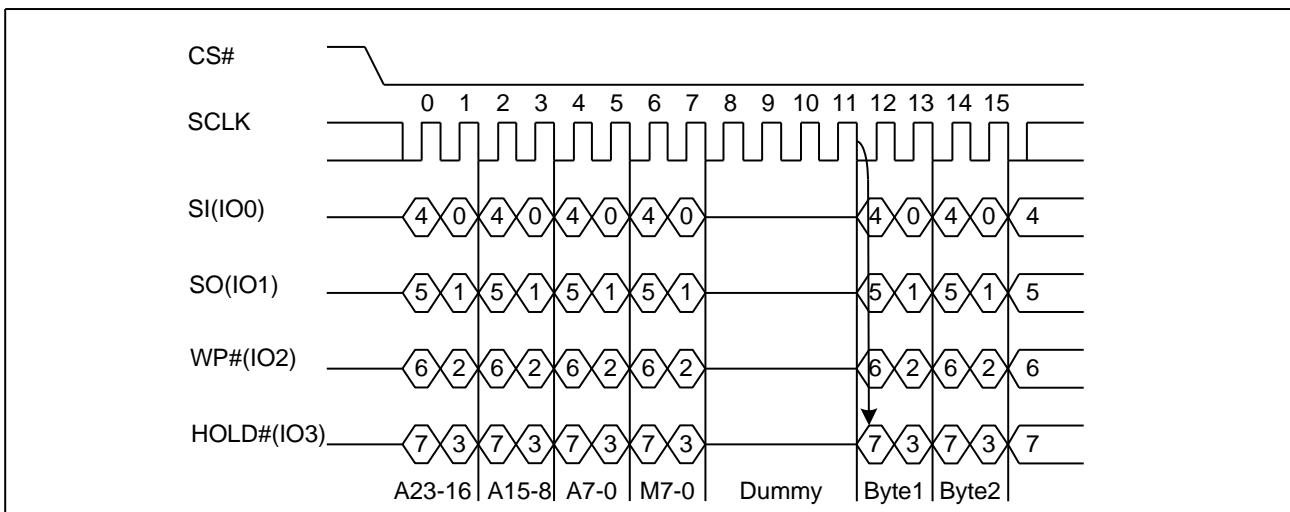 CS#
0 1 2 3 4 5 6 7 8 9 10 11 12 13 14 15
SCLK
SI(IO0) 4 0 4 0 4 0 4 0 4 0 4 0 4
SO(IO1) 5 1 5 1 5 1 5 1 5 1 5 1 5
WP#(IO2) 6 2 6 2 6 2 6 2 6 2 6 2 6
HOLD#(IO3) 7 3 7 3 7 3 7 3 7 3 7 3 7
A23-16 A15-8 A7-0 M7-0 Dummy Byte1 Byte2